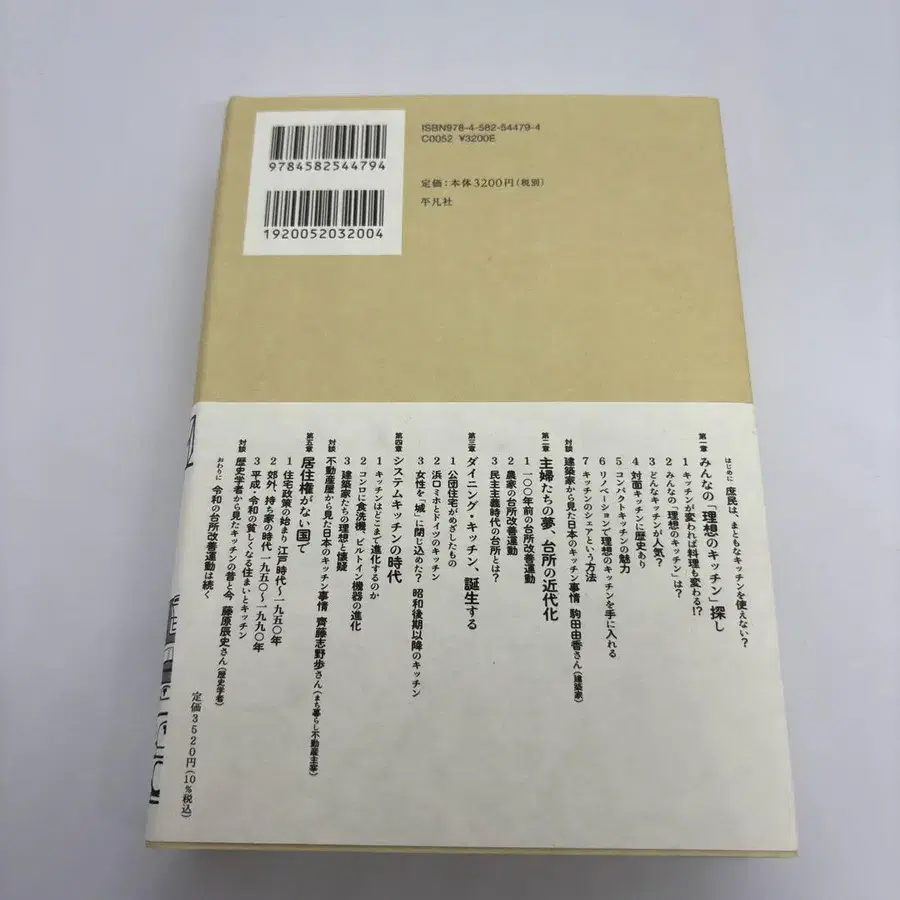 ISBN978-4-582-54479-4
C0052 ¥3200E
9784582544794
定価:本体3200円(税別)
平凡社
1920052032004
はじめに 庶民は、まともなキッチンを使えない?
第一章 みんなの「理想のキッチン」探し
1 キッチンが変われば料理も変わる!?
2 みんなの「理想のキッチン」は?
3 どんなキッチンが人気?
4 対面キッチンに歴史あり
5 コンパクトキッチンの魅力
6 リノベーションで理想のキッチンを手に入れる
7 キッチンのシェアという方法
対談 建築家から見た日本のキッチン事情 駒田由香さん(建築家)
第二章 主婦たちの夢、台所の近代化
1 一〇〇年前の台所改善運動
2 農家の台所改善運動
3 民主主義時代の台所とは?
第三章 ダイニング・キッチン、誕生する
1 公団住宅がめざしたもの
2 浜口ミホとドイツのキッチン
3 女性を「城」に閉じ込めた? 昭和後期以降のキッチン
第四章 システムキッチンの時代
1 キッチンはどこまで進化するのか
2 コンロに食洗機、ビルトイン機器の進化
3 建築家たちの理想と懐疑
対談 不動産屋から見た日本のキッチン事情 齊藤志野歩さん(まち暮らし不動産主宰)
第五章 居住権がない国で
1 住宅政策の始まり 江戸時代〜一九五〇年
2 郊外、持ち家の時代 一九五〇〜一九九〇年
3 平成・令和の貧しくなる住まいとキッチン
対談 歴史学者から見たキッチンの昔と今 藤原辰史さん(歴史学者)
おわりに 令和の台所改善運動は続く
定価3520円(10%税込)